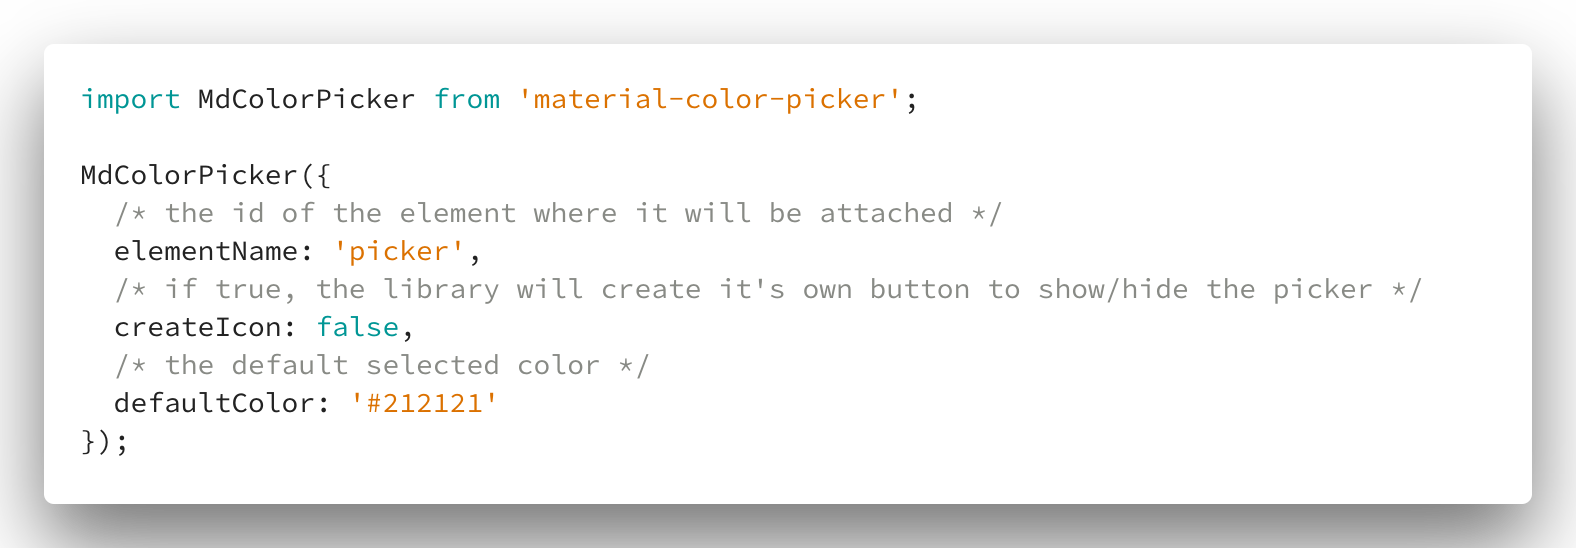 import MdColorPicker from 'material-color-picker';

MdColorPicker({
  /* the id of the element where it will be attached */
  elementName: 'picker',
  /* if true, the library will create it's own button to show/hide the picker */
  createIcon: false,
  /* the default selected color */
  defaultColor: '#212121'
});